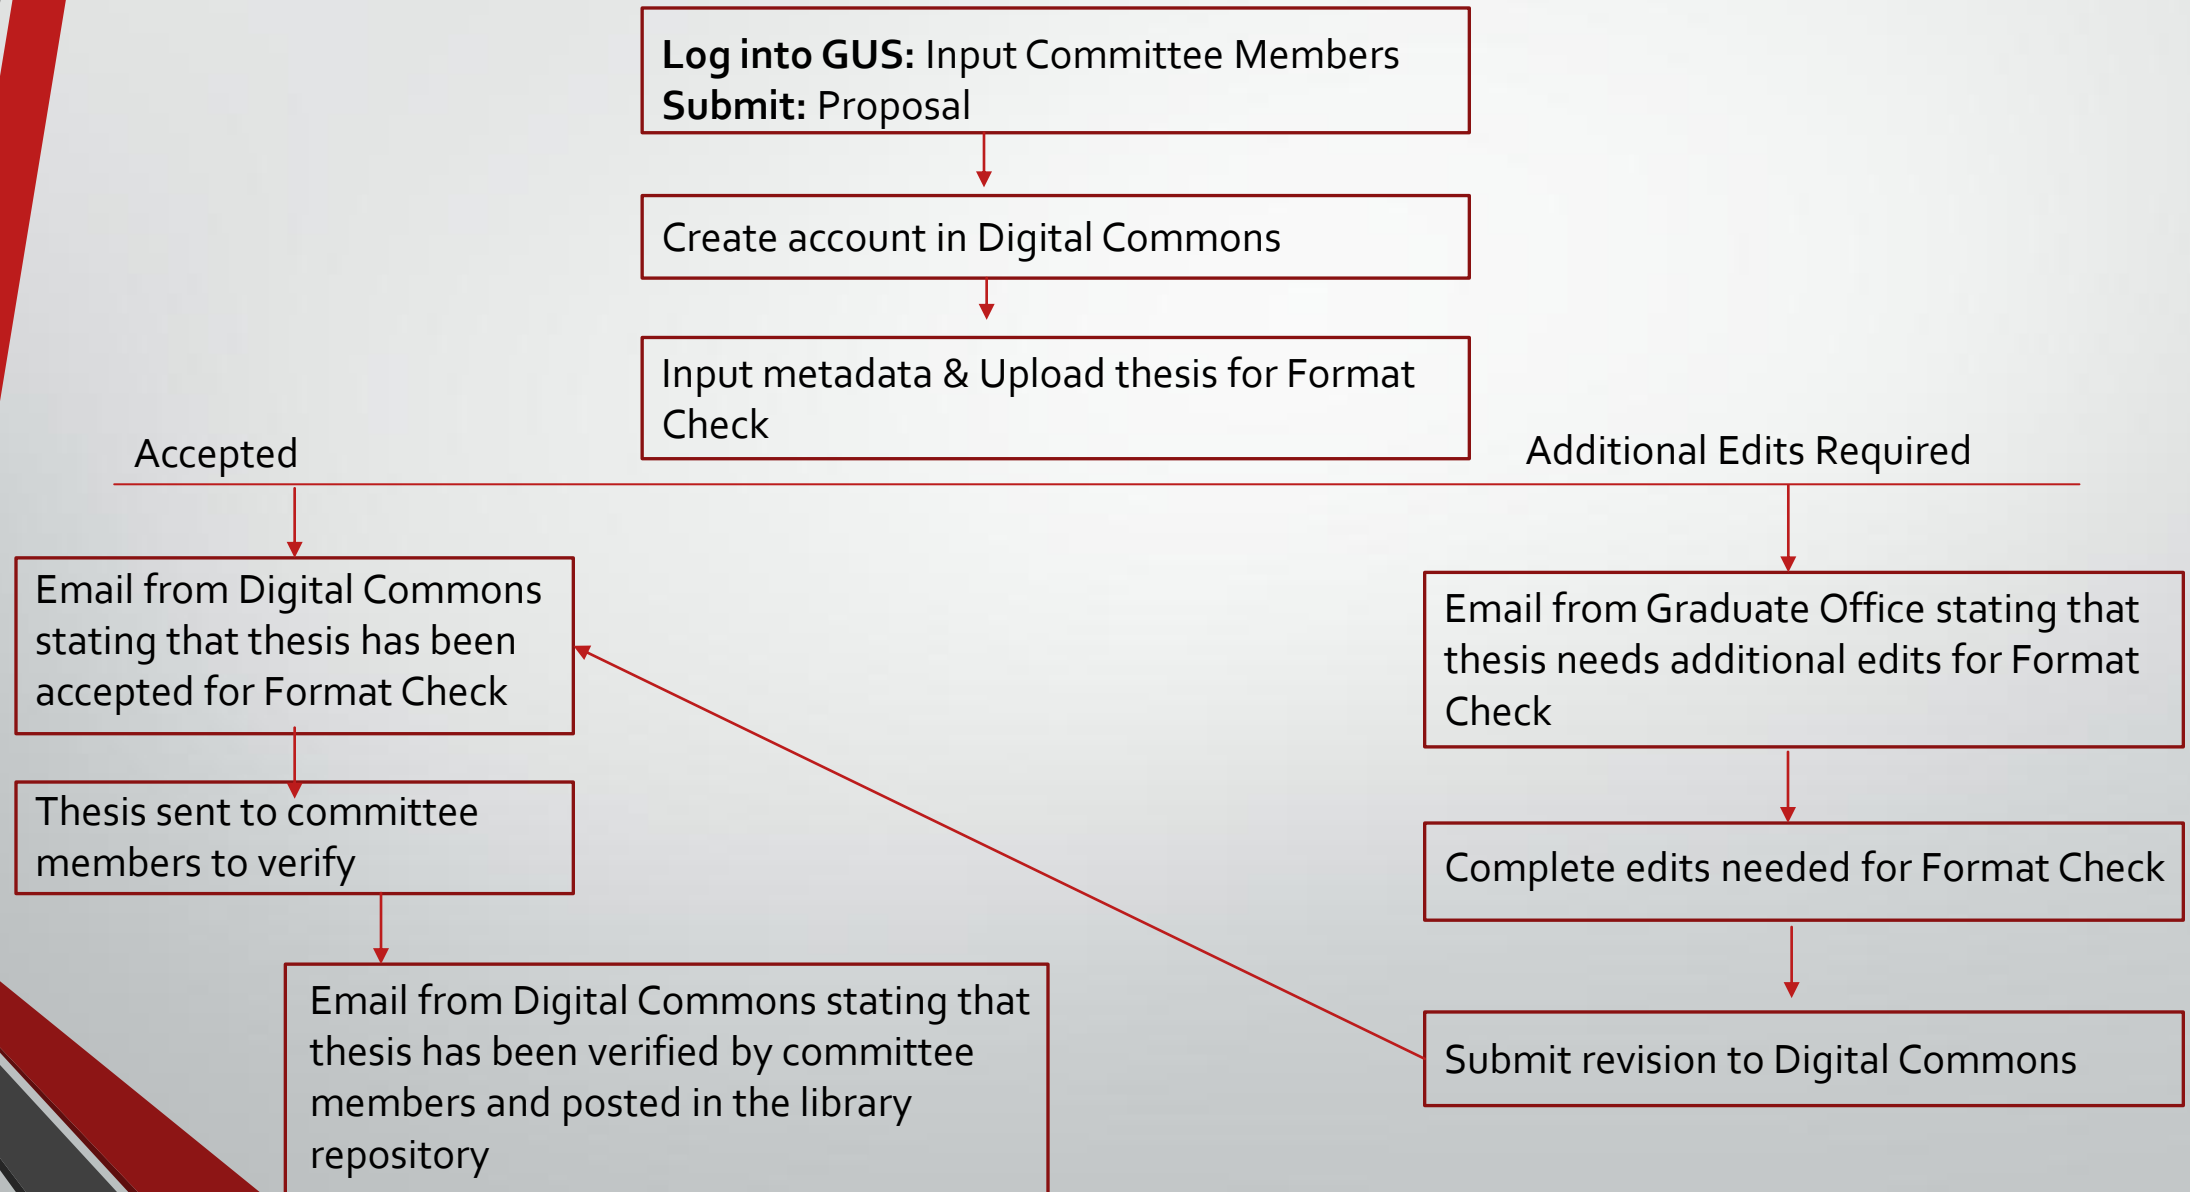 Log into GUS: Input Committee Members
Submit: Proposal
Create account in Digital Commons
Input metadata & Upload thesis for Format
Check
Accepted
Additional Edits Required
Email from Digital Commons
stating that thesis has been
accepted for Format Check
Thesis sent to committee
members to verify
Email from Digital Commons stating that
thesis has been verified by committee
members and posted in the library
repository
Email from Graduate Office stating that
thesis needs additional edits for Format
Check
Complete edits needed for Format Check
Submit revision to Digital Commons